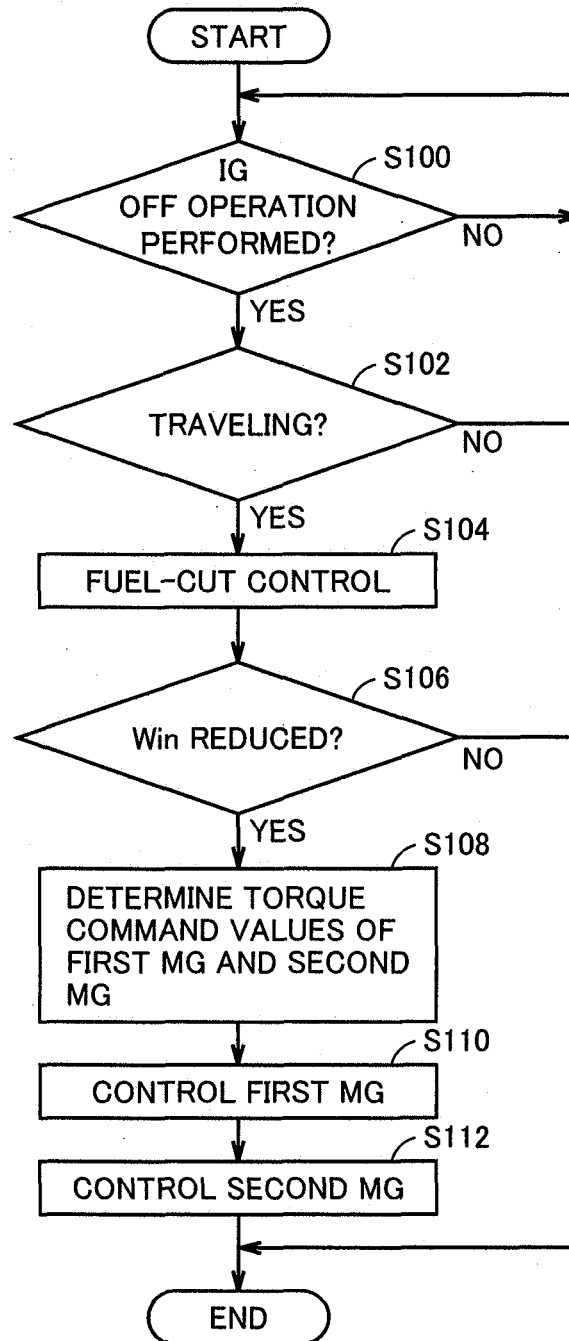 START
S100
IG
OFF OPERATION
PERFORMED?
NO
YES
S102
TRAVELING?
NO
YES
S104
FUEL-CUT CONTROL
S106
Win REDUCED?
NO
YES
S108
DETERMINE TORQUE
COMMAND VALUES OF
FIRST MG AND SECOND
MG
S110
CONTROL FIRST MG
S112
CONTROL SECOND MG
END